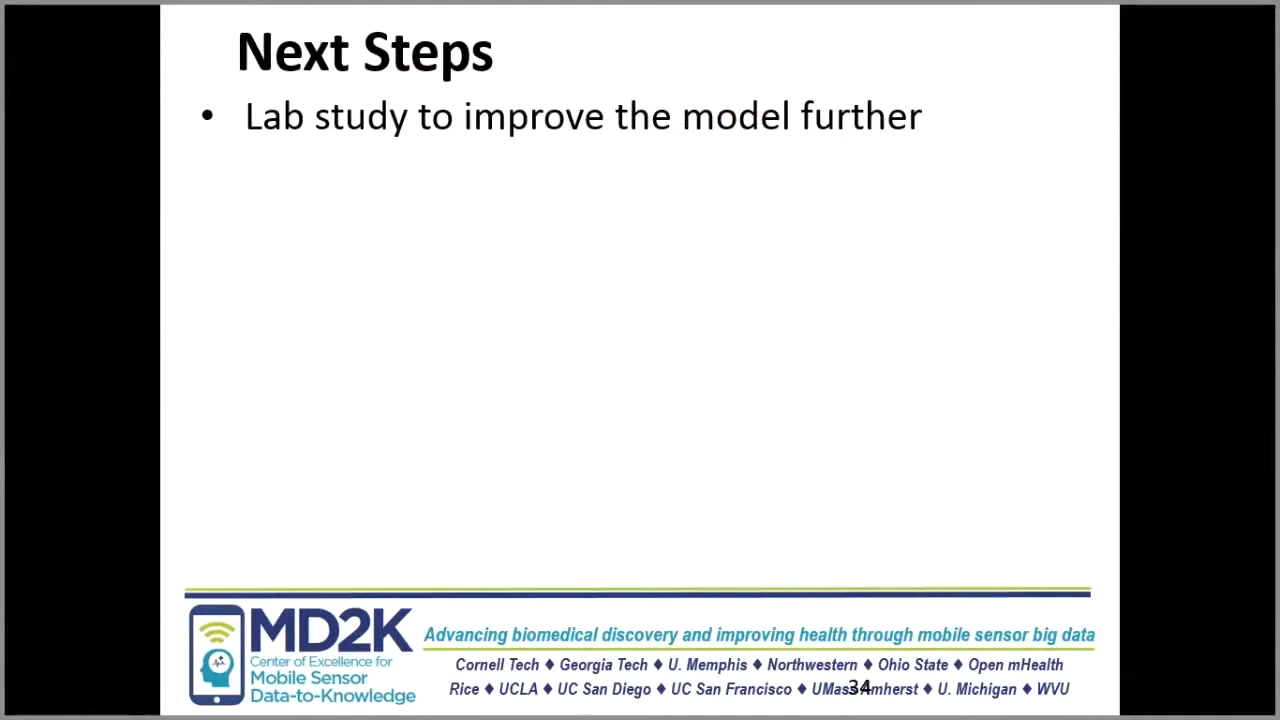 Next Steps
• Lab study to improve the model further
MD2K
Center of Excellence for
Mobile Sensor
Data-to-Knowledge
Advancing biomedical discovery and improving health through mobile sensor big data
Cornell Tech ♦ Georgia Tech ♦ U. Memphis ♦ Northwestern ♦ Ohio State ♦ Open mHealth
Rice ♦ UCLA ♦ UC San Diego ♦ UC San Francisco ♦ UMass Amherst ♦ U. Michigan ♦ WVU
34